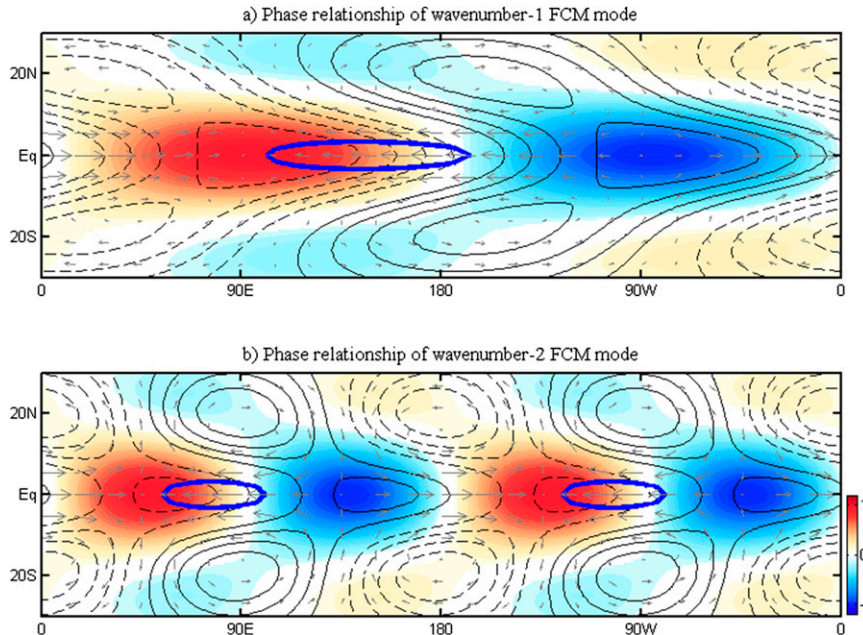 a) Phase relationship of wavenumber-1 FCM mode
20N
Eq
20S
0 90E 180 90W 0
b) Phase relationship of wavenumber-2 FCM mode
20N
Eq
20S
0 90E 180 90W 0